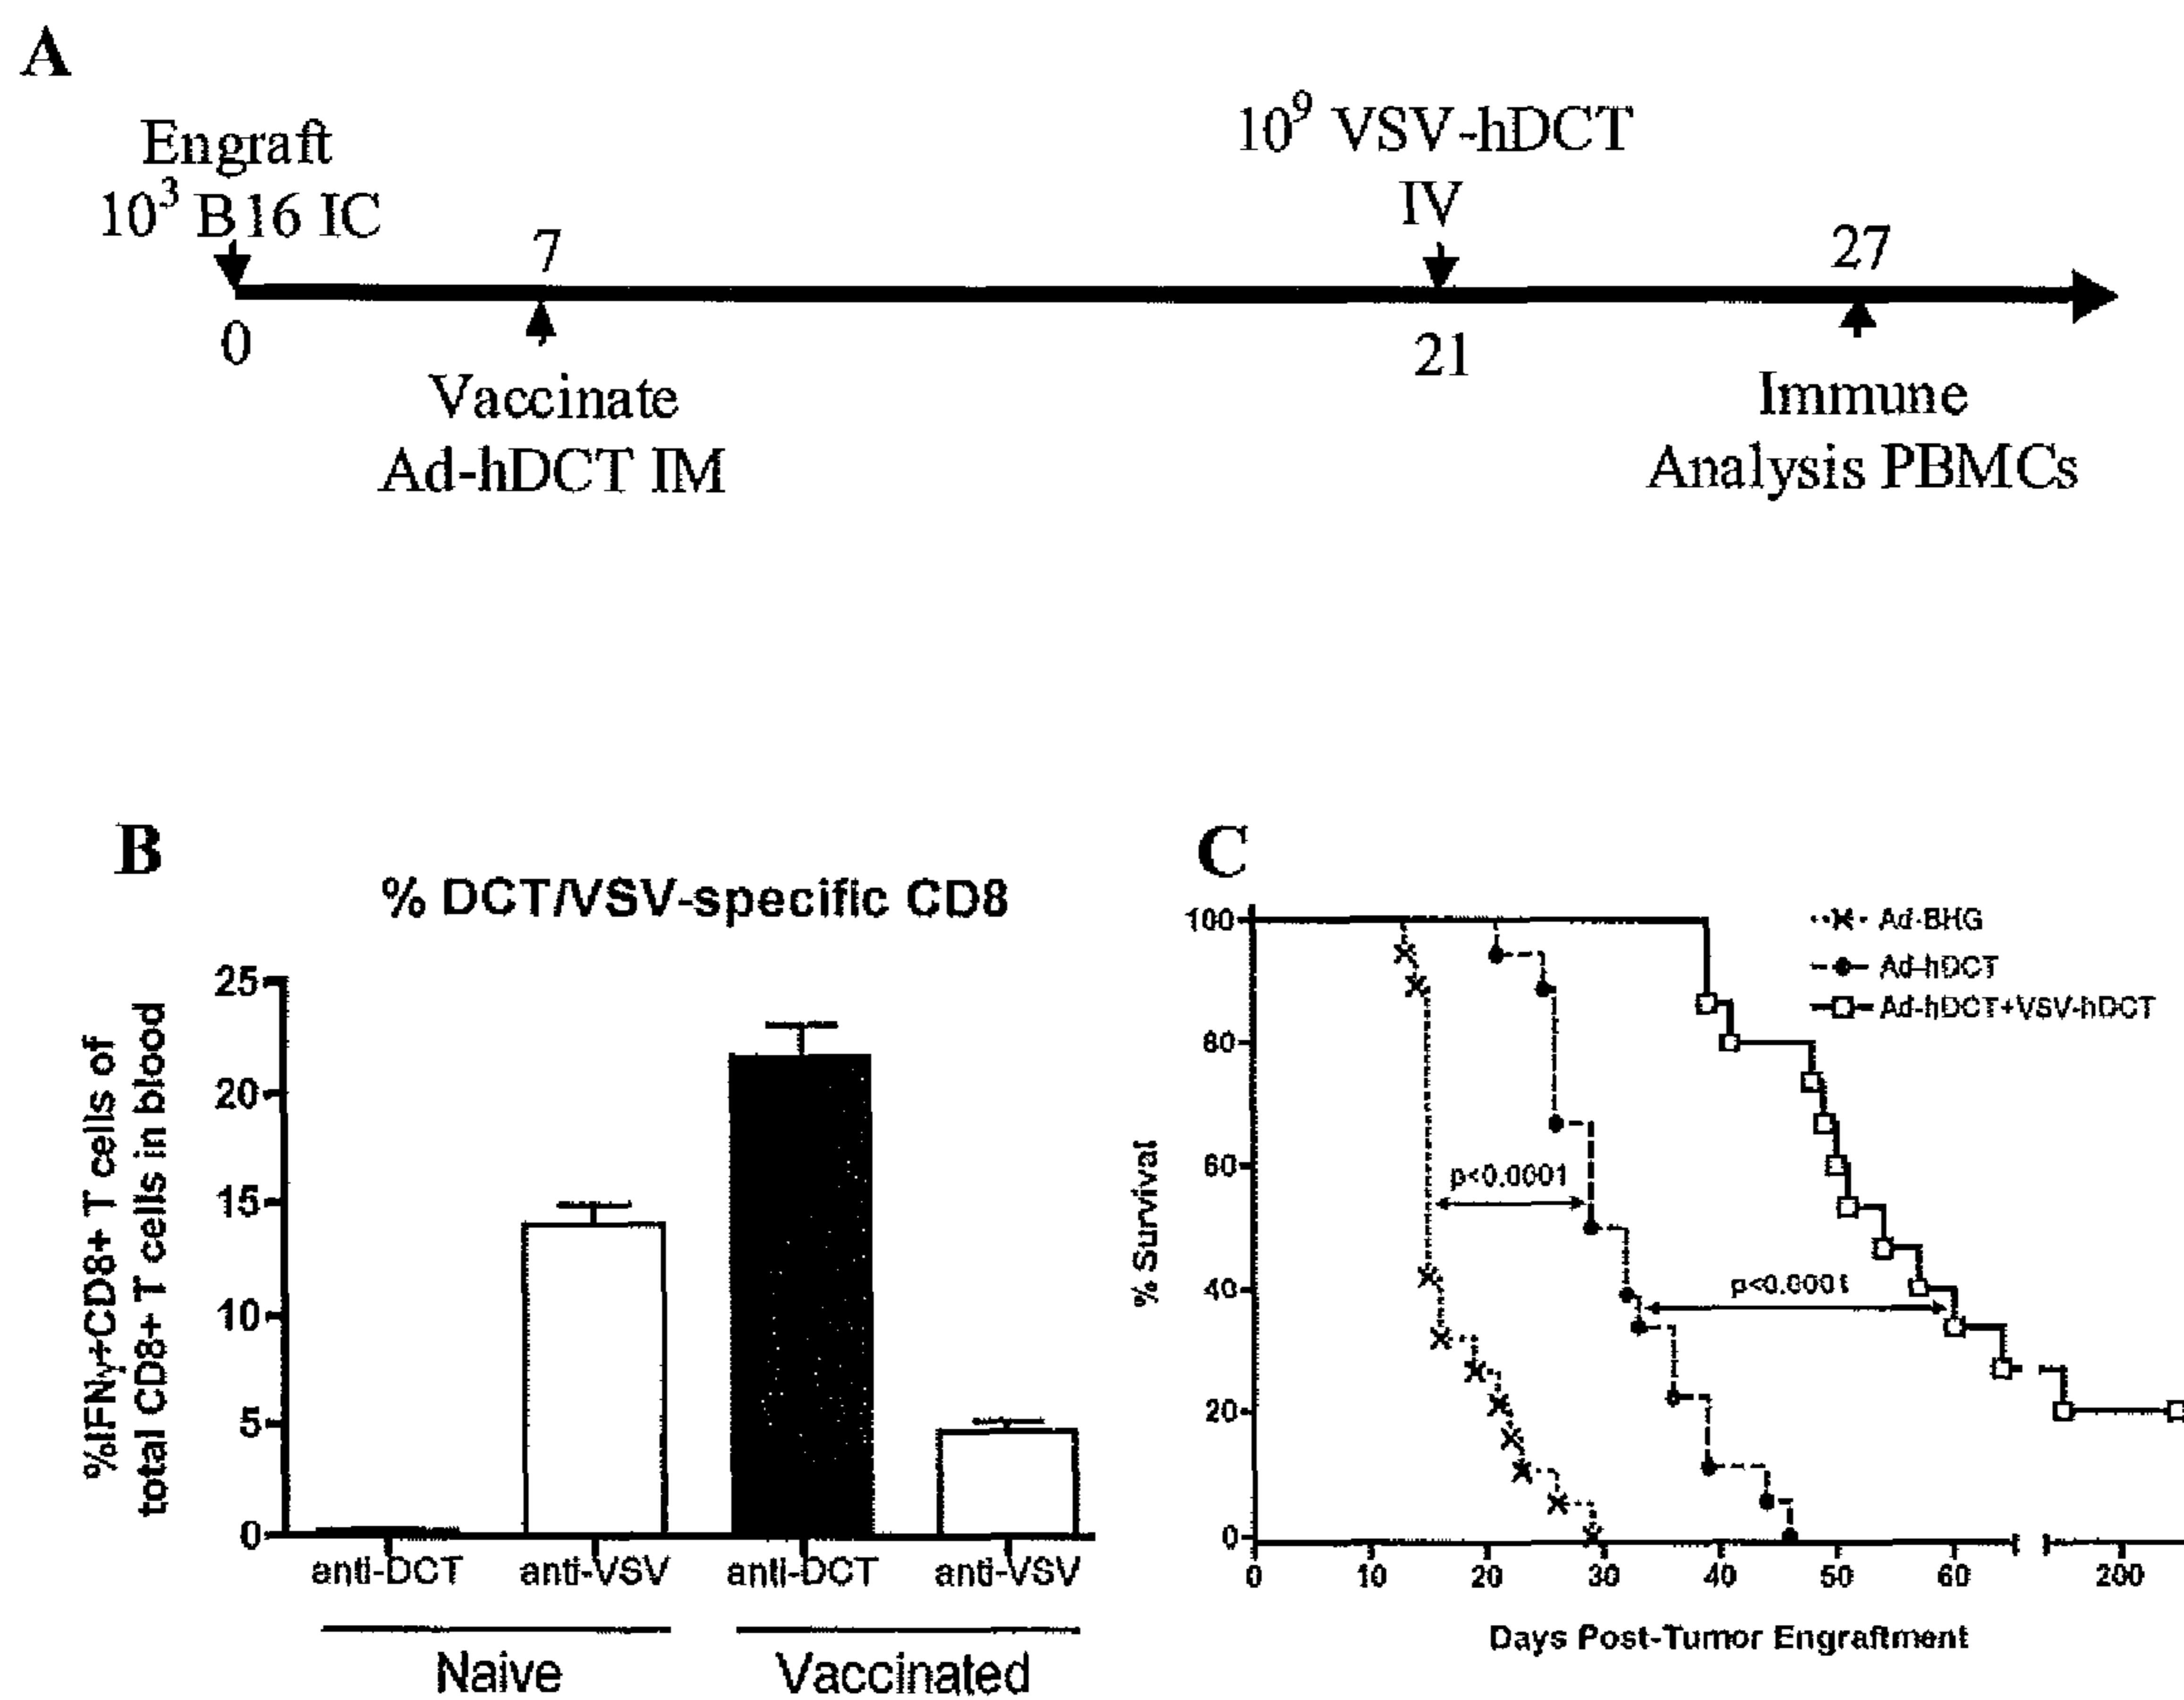 A
Engraft
10³ B16 IC
7
0
Vaccinate
Ad-hDCT IM
10⁹ VSV-hDCT
IV
21
27
Immune
Analysis PBMCs
B
% DCT/VSV-specific CD8
%IFNγ+CD8+ T cells of
total CD8+ T cells in blood
25
20
15
10
5
0
anti-DCT anti-VSV anti-DCT anti-VSV
Naive Vaccinated
C
Ad-BHG
Ad-hDCT
Ad-hDCT+VSV-hDCT
% Survival
100
80
60
40
20
0
p<0.0001
p<0.0001
0 10 20 30 40 50 60 200
Days Post-Tumor Engraftment